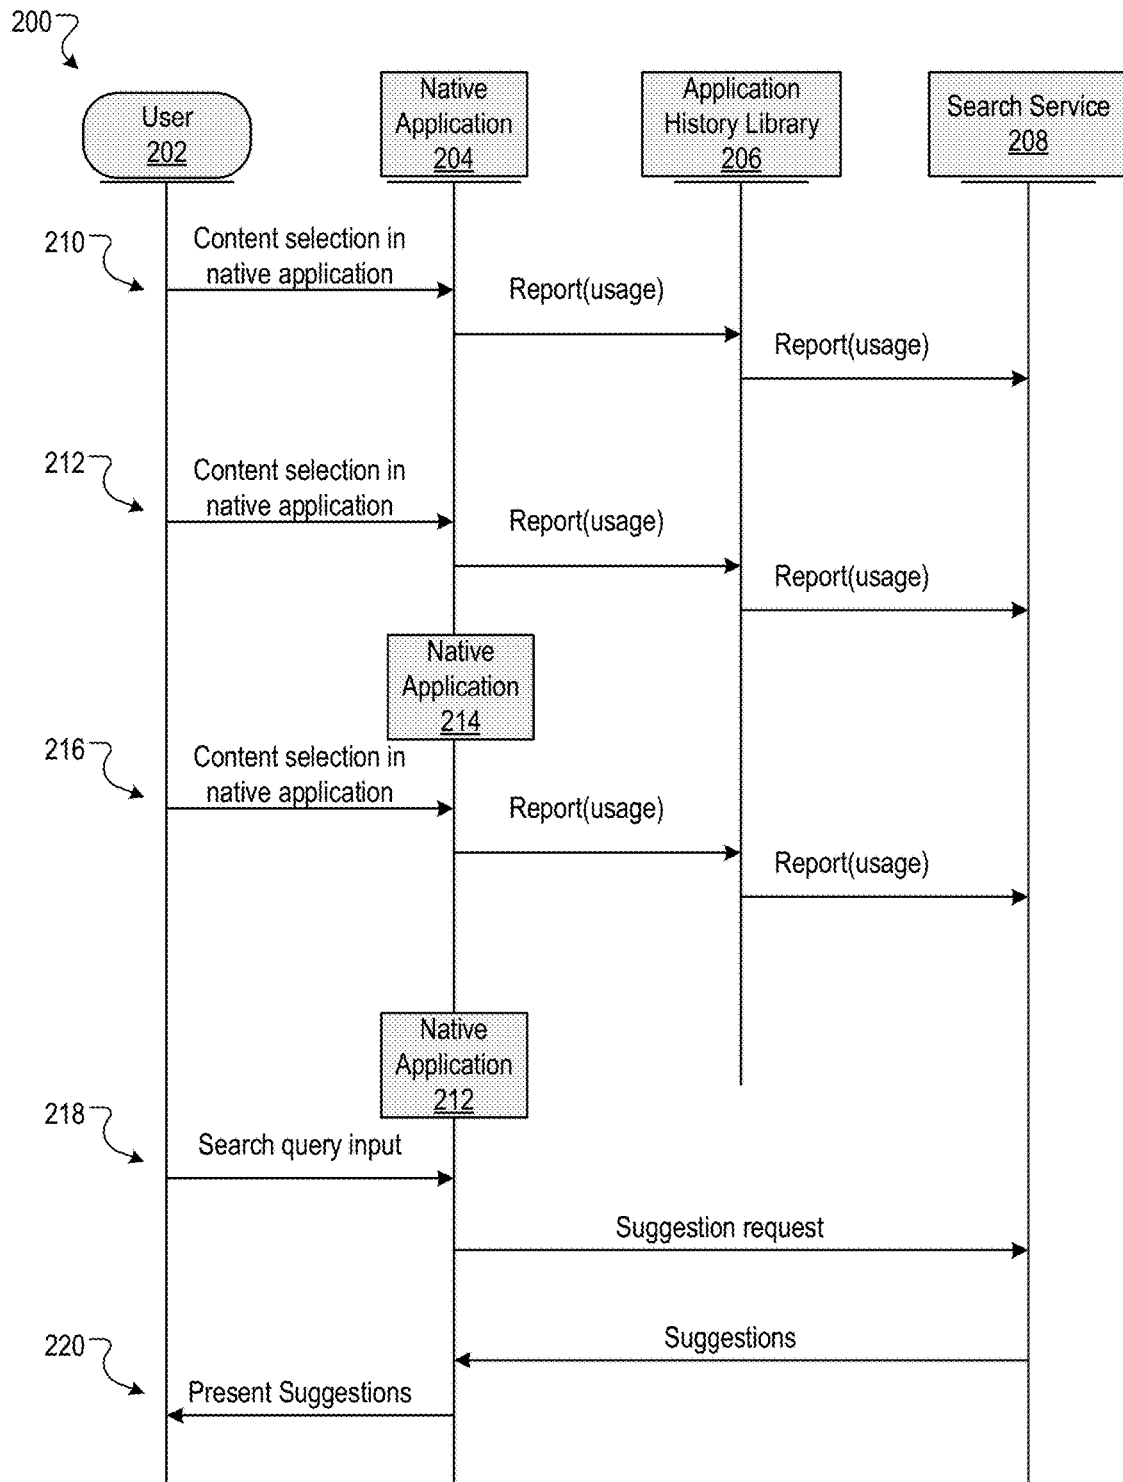 200
User
202
Native
Application
204
Application
History Library
206
Search Service
208
210
Content selection in
native application
Report(usage)
Report(usage)
212
Content selection in
native application
Report(usage)
Report(usage)
Native
Application
214
216
Content selection in
native application
Report(usage)
Report(usage)
Native
Application
212
218
Search query input
Suggestion request
Suggestions
220
Present Suggestions